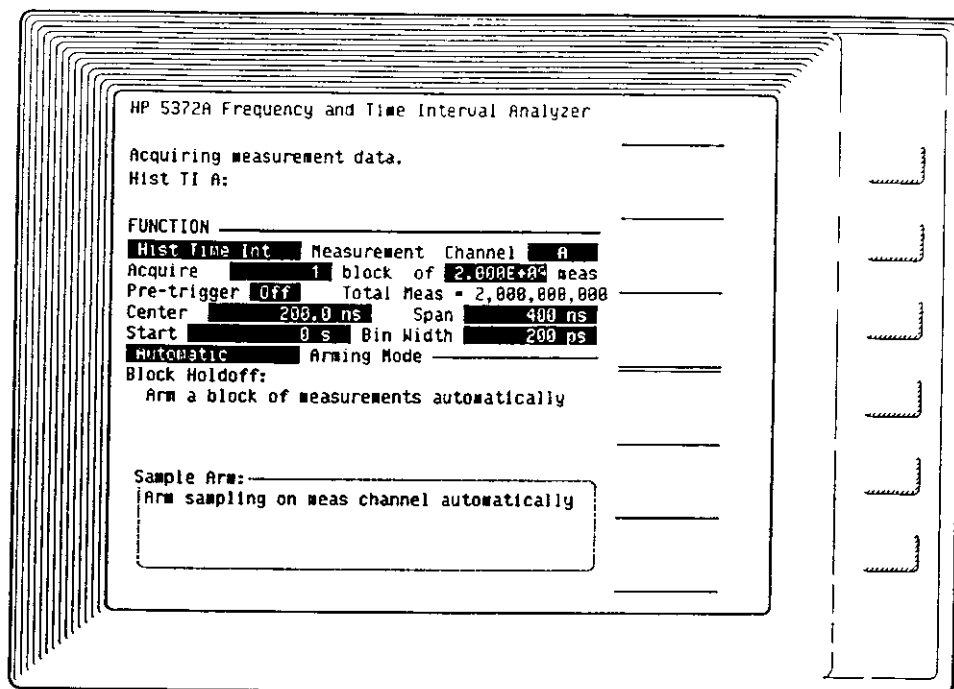 HP 5372A Frequency and Time Interval Analyzer
Acquiring measurement data.
Hist TI A:
FUNCTION
Hist Time Int Measurement Channel A
Acquire 1 block of 2.000E+09 meas
Pre-trigger Off Total Meas = 2,000,000,000
Center 200.0 ns Span 400 ns
Start 0 s Bin Width 200 ps
Automatic Arming Mode
Block Holdoff:
Arm a block of measurements automatically
Sample Arm:
Arm sampling on meas channel automatically